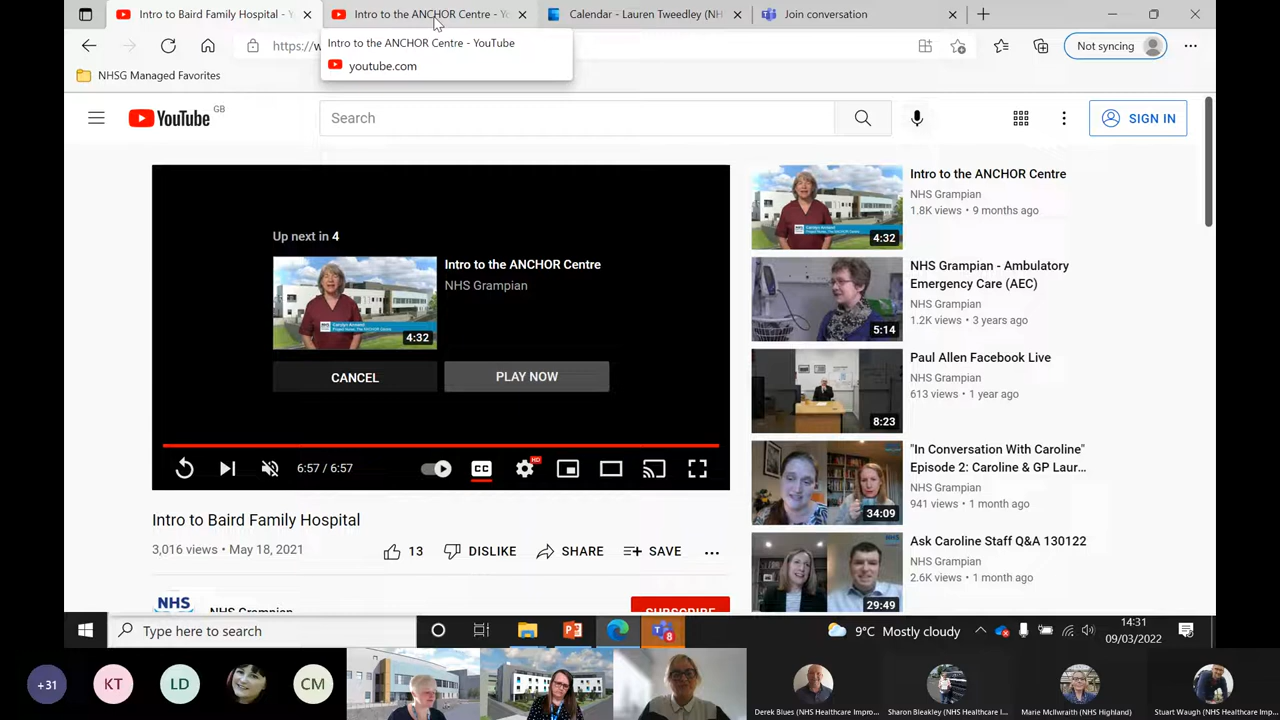 Intro to Baird Family Hospital - Y
Intro to the ANCHOR Centre - Yo
Calendar - Lauren Tweedley (NH
Join conversation
https://w
Intro to the ANCHOR Centre - YouTube
youtube.com
Not syncing
NHSG Managed Favorites
YouTube GB
Search
SIGN IN
Up next in 4
Intro to the ANCHOR Centre
NHS Grampian
4:32
CANCEL
PLAY NOW
6:57 / 6:57
CC
HD
Intro to Baird Family Hospital
3,016 views • May 18, 2021
13
DISLIKE
SHARE
SAVE
NHS
NHS Grampian
SUBSCRIBE
Intro to the ANCHOR Centre
NHS Grampian
1.8K views • 9 months ago
4:32
NHS Grampian - Ambulatory
Emergency Care (AEC)
NHS Grampian
1.2K views • 3 years ago
5:14
Paul Allen Facebook Live
NHS Grampian
613 views • 1 year ago
8:23
"In Conversation With Caroline"
Episode 2: Caroline & GP Laur...
NHS Grampian
941 views • 1 month ago
34:09
Ask Caroline Staff Q&A 130122
NHS Grampian
2.6K views • 1 month ago
29:49
Type here to search
8
9°C Mostly cloudy
14:31
09/03/2022
+31
KT
LD
CM
Derek Blues (NHS Healthcare Impro...
Sharon Bleakley (NHS Healthcare I...
Marie McIlwraith (NHS Highland)
Stuart Waugh (NHS Healthcare Imp...